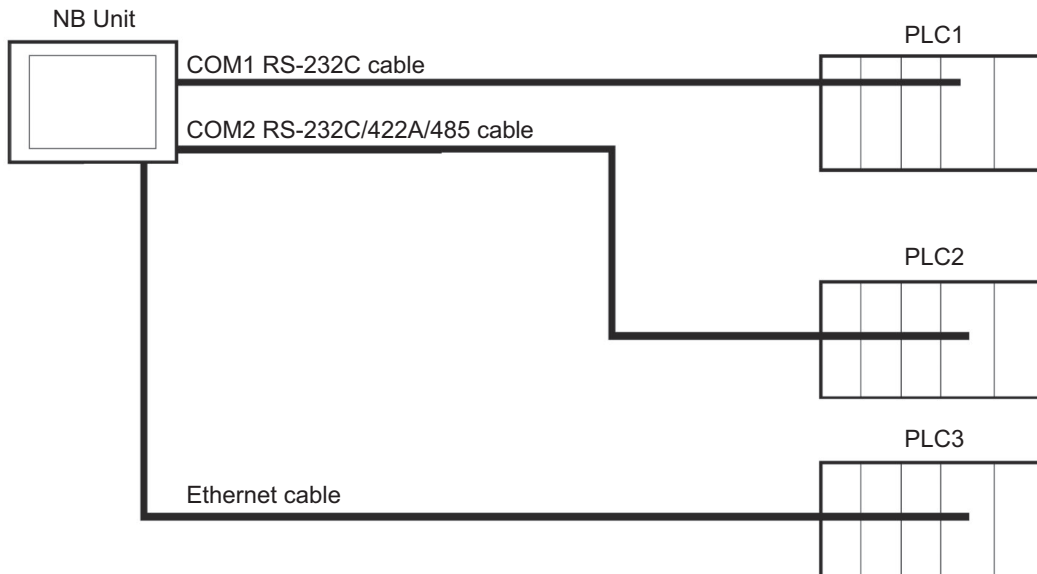 NB Unit
PLC1
COM1 RS-232C cable
COM2 RS-232C/422A/485 cable
PLC2
PLC3
Ethernet cable